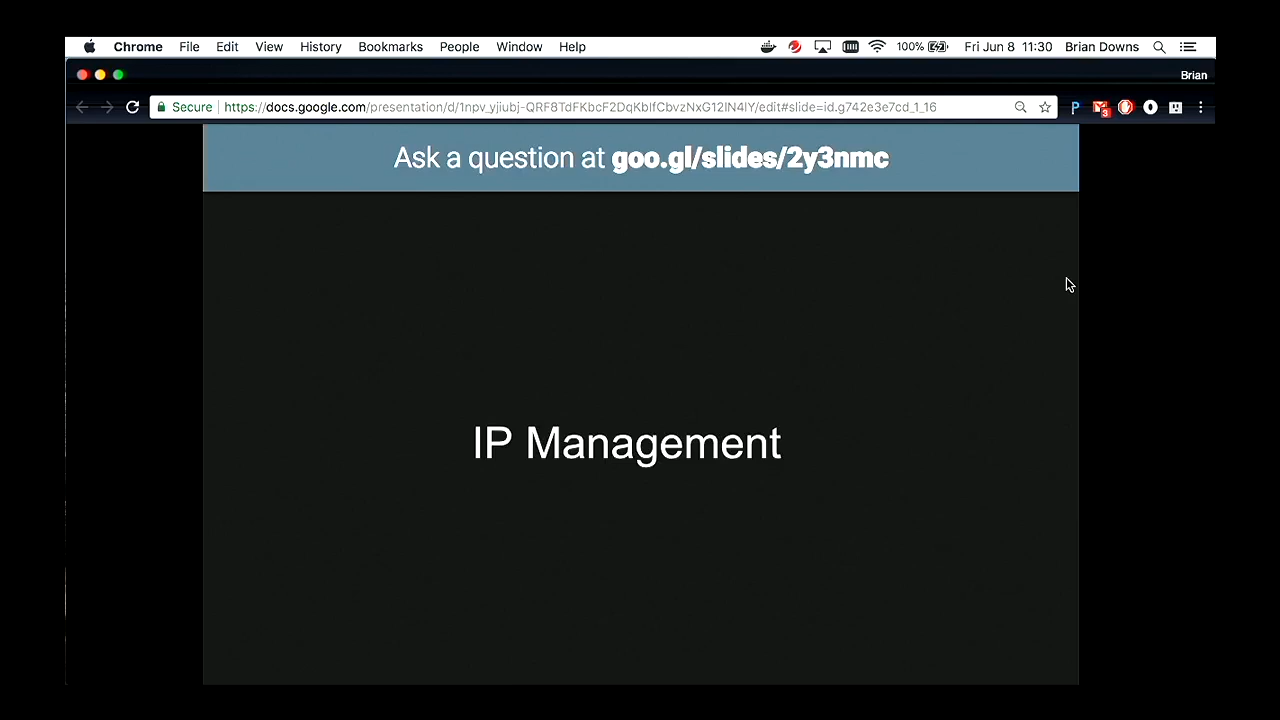 Chrome File Edit View History Bookmarks People Window Help 100% Fri Jun 8 11:30 Brian Downs
Brian
Secure https://docs.google.com/presentation/d/1npv_yjiubj-QRF8TdFKbcF2DqKbIfCbvzNxG12IN4IY/edit#slide=id.g742e3e7cd_1_16
Ask a question at goo.gl/slides/2y3nmc
IP Management